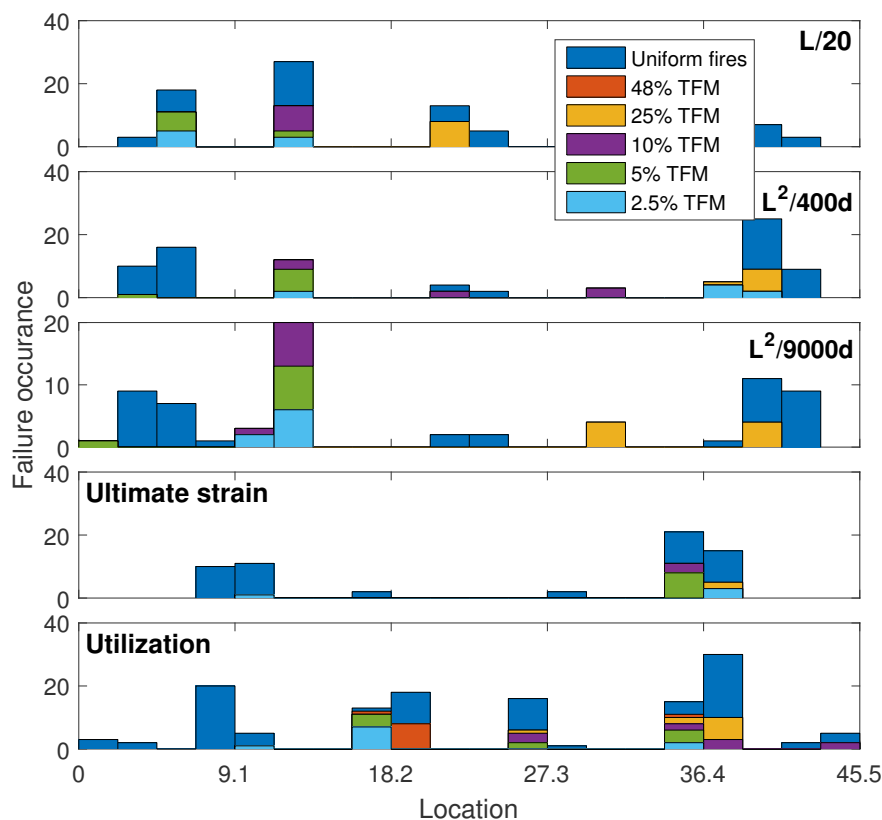 40
20
0
L/20
Uniform fires
48% TFM
25% TFM
10% TFM
5% TFM
2.5% TFM
40
20
0
L²/400d
20
10
0
L²/9000d
Failure occurance
40
20
0
Ultimate strain
40
20
0
Utilization
0 9.1 18.2 27.3 36.4 45.5
Location